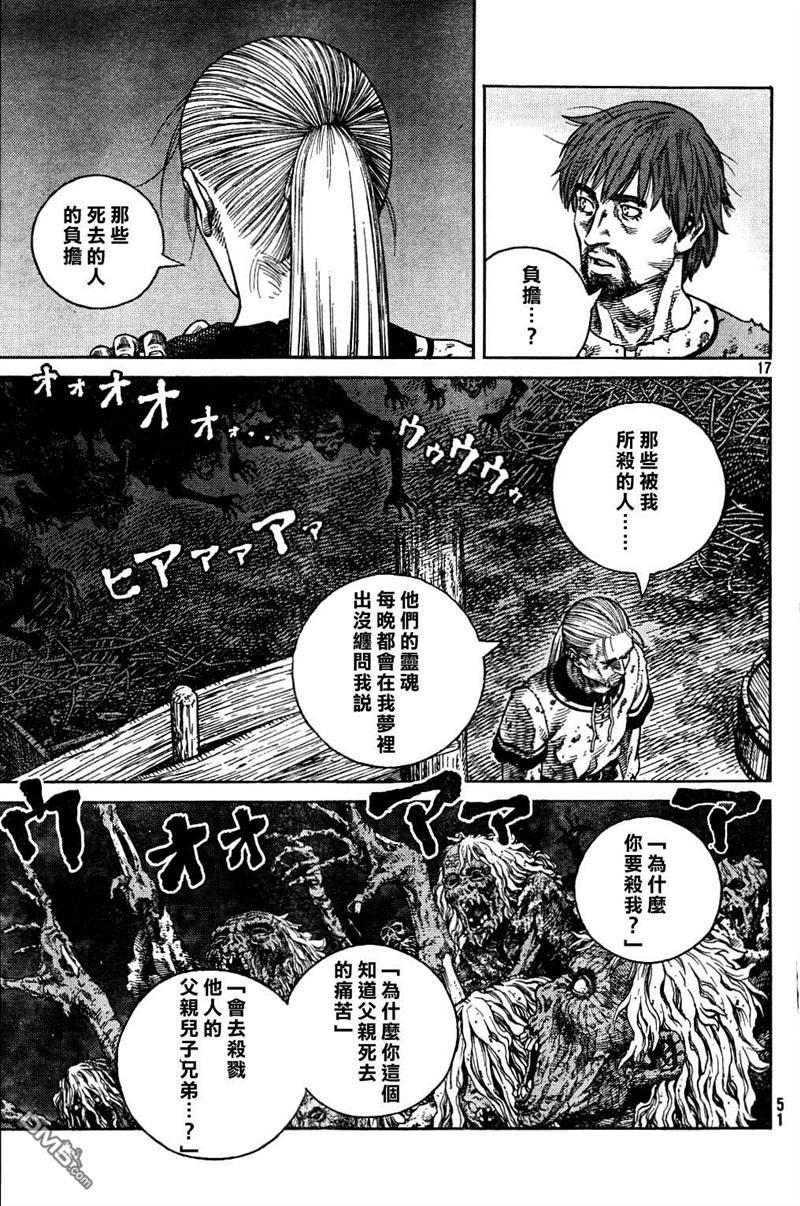 負擔…？
那些
死去的人
的負擔
17
那些被我
所殺的人……
他們的靈魂
每晚都會在我夢裡
出沒纏問我說
オオオオオ
オォ...
ウゥウウゥ
ヒアァァアァ
「為什麼
你要殺我？」
「為什麼你這個
知道父親死去
的痛苦」
「會去殺戮
他人的
父親兒子兄弟…？」
アァァア
オオ
ウ
51